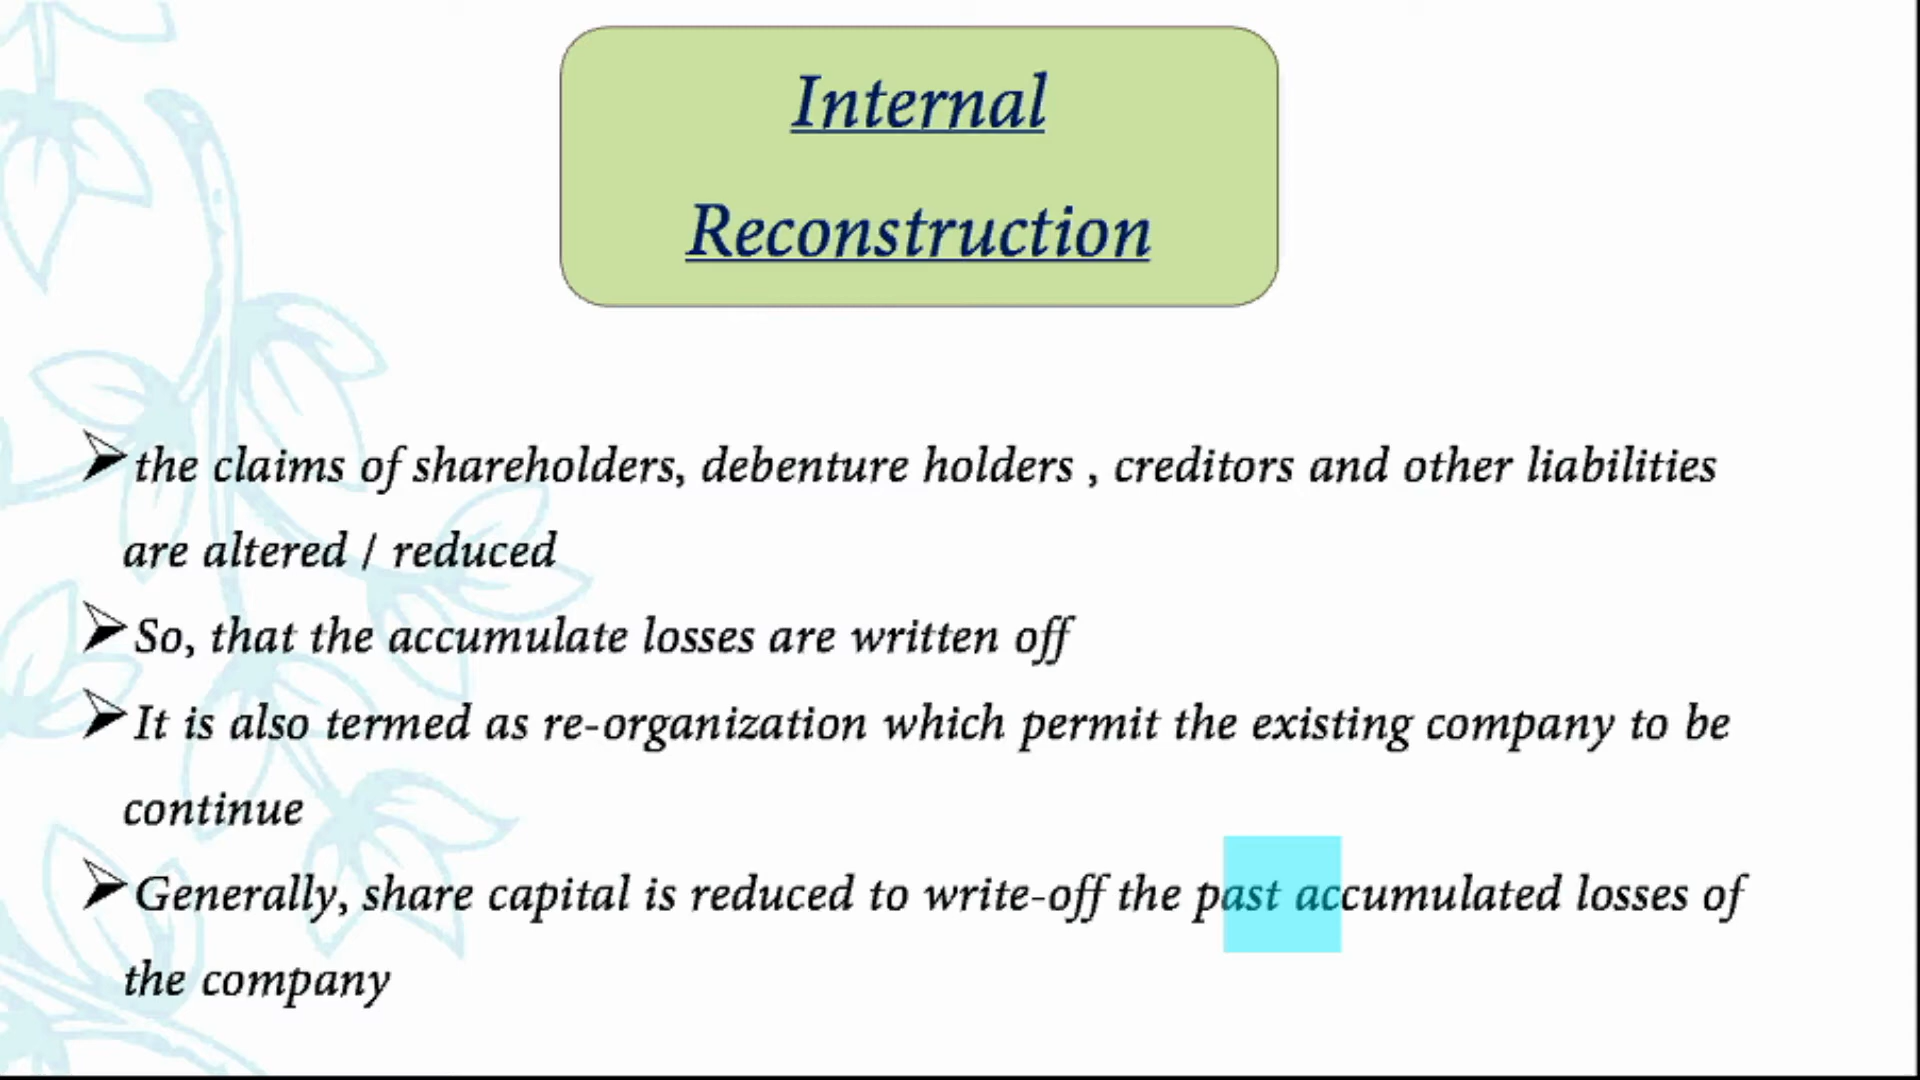 Internal
Reconstruction
the claims of shareholders, debenture holders , creditors and other liabilities
are altered / reduced
So, that the accumulate losses are written off
It is also termed as re-organization which permit the existing company to be
continue
Generally, share capital is reduced to write-off the past accumulated losses of
the company